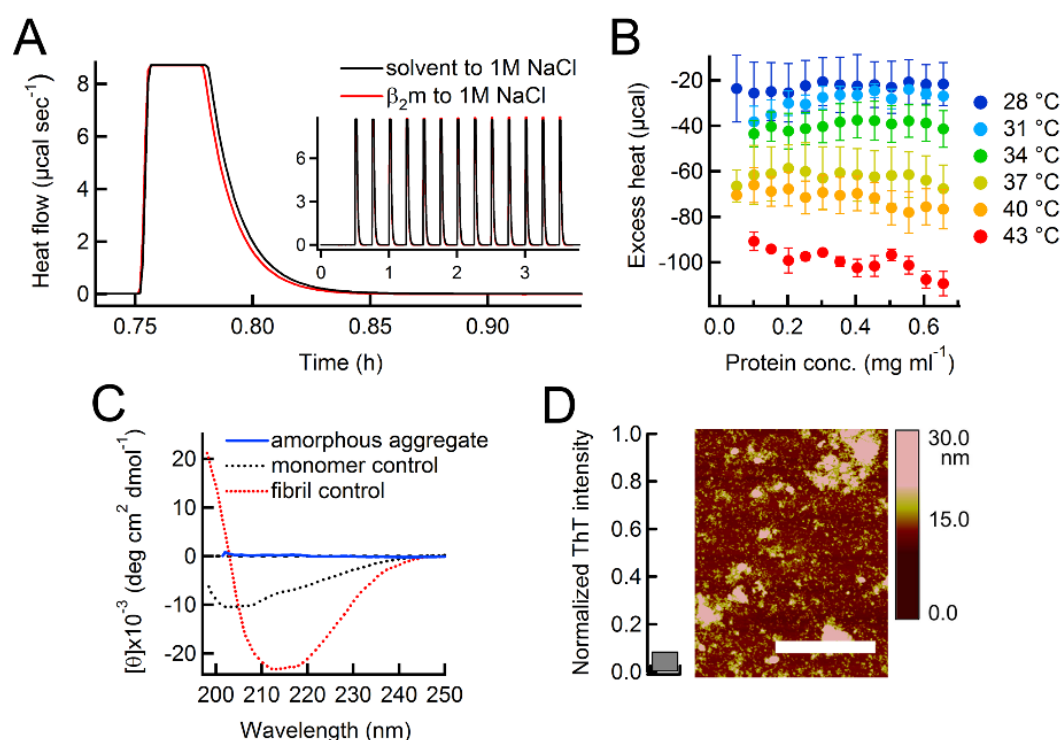 A
Heat flow (µcal sec⁻¹)
8
6
4
2
0
0.75 0.80 0.85 0.90
Time (h)
solvent to 1M NaCl
β₂m to 1M NaCl
6
3
0
0 1 2 3
B
Excess heat (µcal)
-20
-40
-60
-80
-100
0.0 0.2 0.4 0.6
Protein conc. (mg ml⁻¹)
28 °C
31 °C
34 °C
37 °C
40 °C
43 °C
C
amorphous aggregate
monomer control
fibril control
[θ]x10⁻³ (deg cm² dmol⁻¹)
20
10
0
-10
-20
200 210 220 230 240 250
Wavelength (nm)
D
Normalized ThT intensity
1.0
0.8
0.6
0.4
0.2
0.0
30.0
nm
15.0
0.0